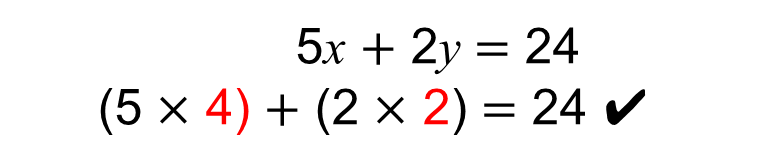 5x + 2y = 24
(5 × 4) + (2 × 2) = 24 ✔